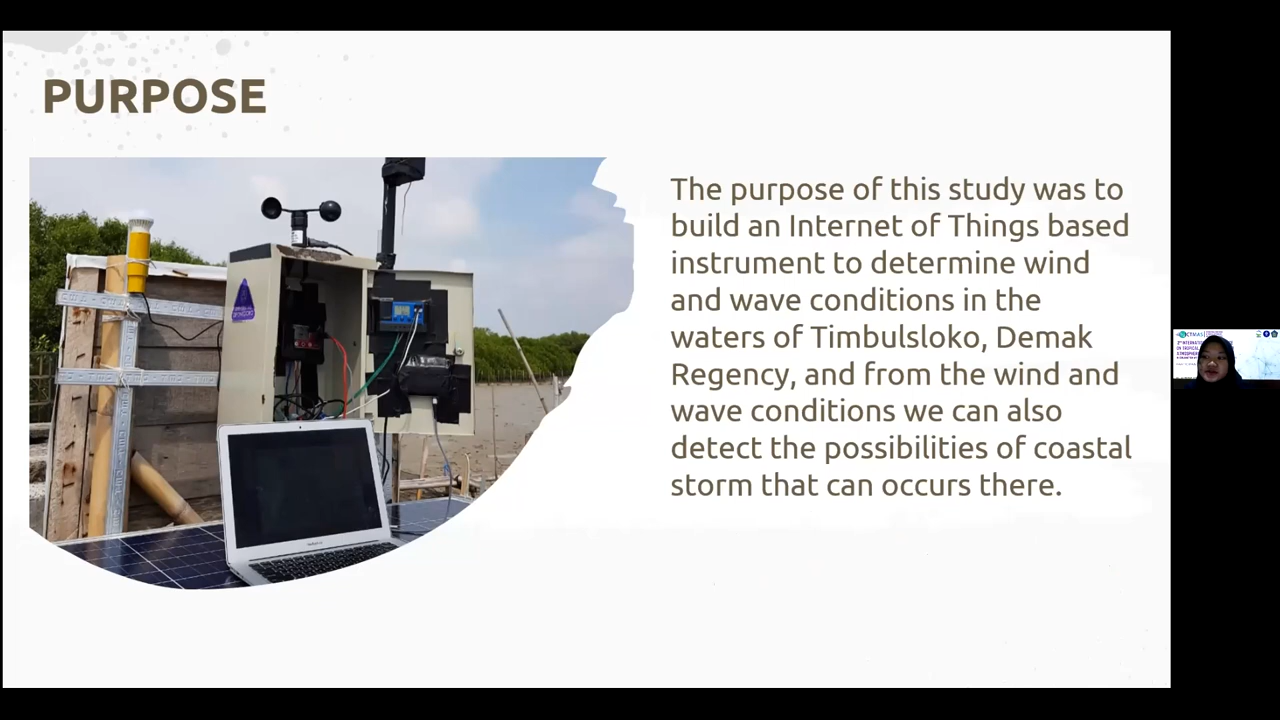 PURPOSE
The purpose of this study was to
build an Internet of Things based
instrument to determine wind
and wave conditions in the
waters of Timbulsloko, Demak
Regency, and from the wind and
wave conditions we can also
detect the possibilities of coastal
storm that can occurs there.